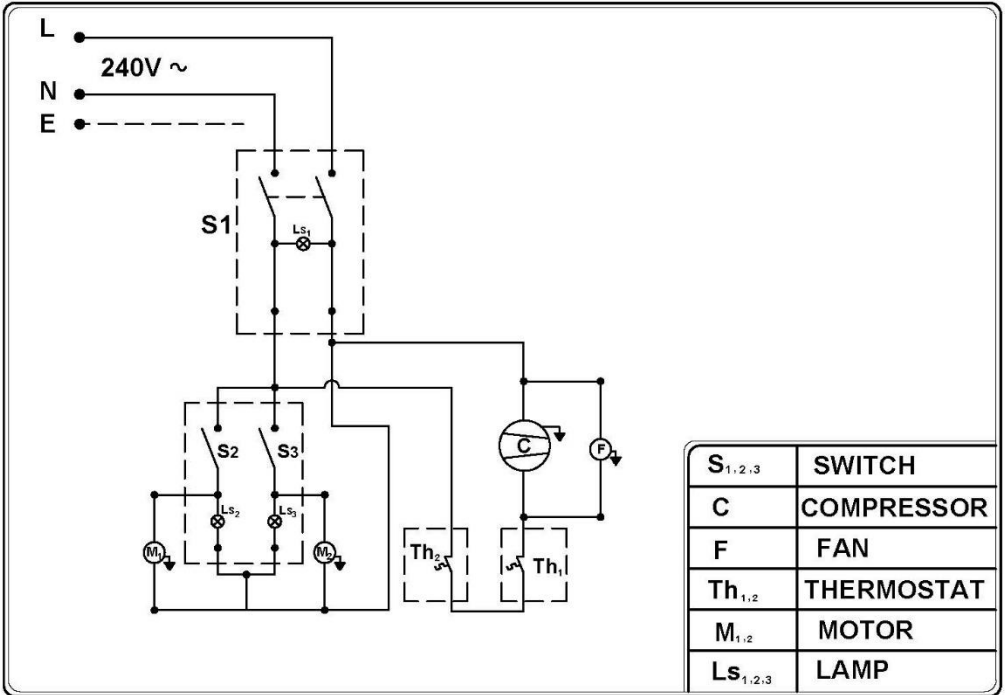 L
240V ~
N
E
S1
Ls₁
S2
S3
Ls₂
Ls₃
M₁
M₂
C
F
Th₂
Th₁
S₁,₂,₃ SWITCH
C COMPRESSOR
F FAN
Th₁,₂ THERMOSTAT
M₁,₂ MOTOR
Ls₁,₂,₃ LAMP